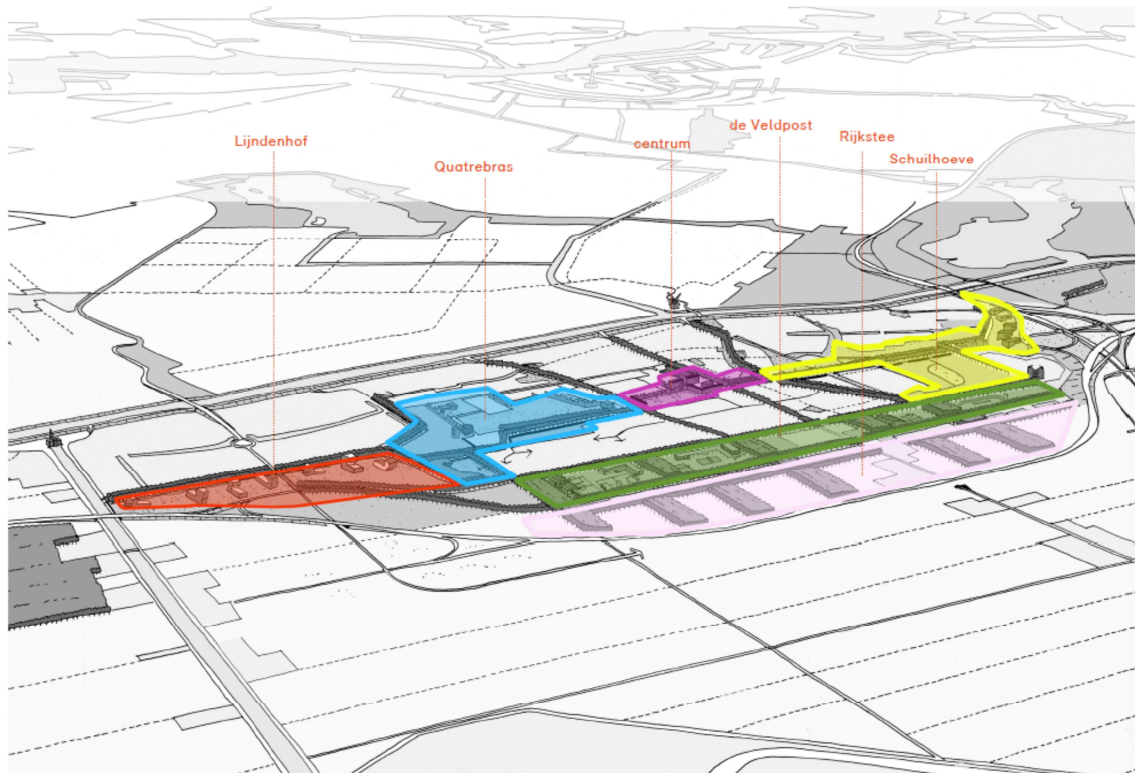 Lijndenhof
Quatrebras
centrum
de Veldpost
Rijkstee
Schuilhoeve